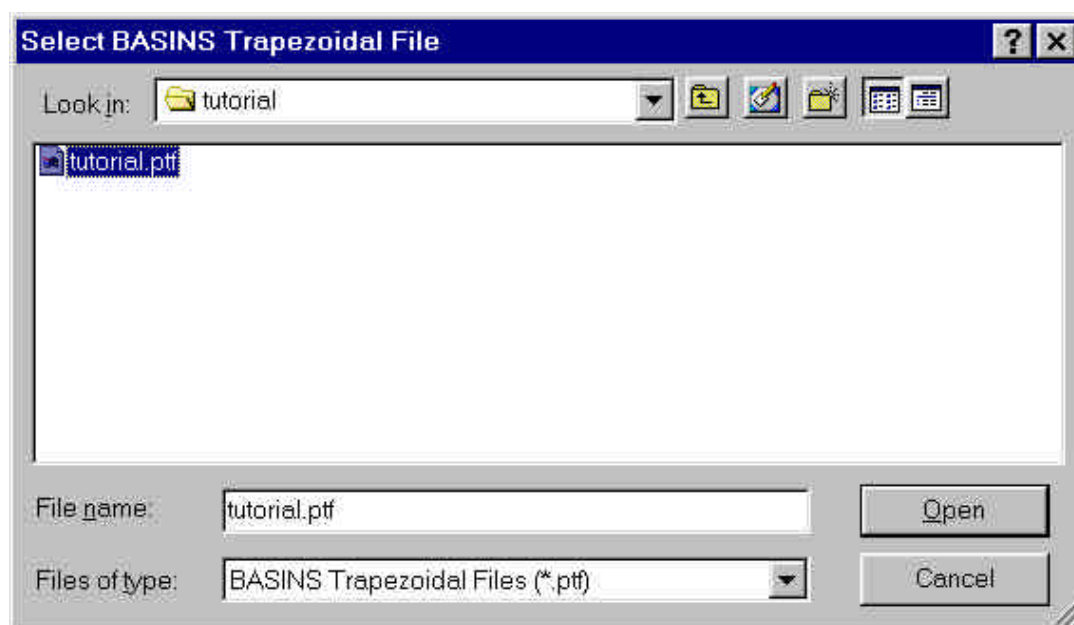 Select BASINS Trapezoidal File
Look in: tutorial
tutorial.ptf
File name: tutorial.ptf Open
Files of type: BASINS Trapezoidal Files (*.ptf) Cancel